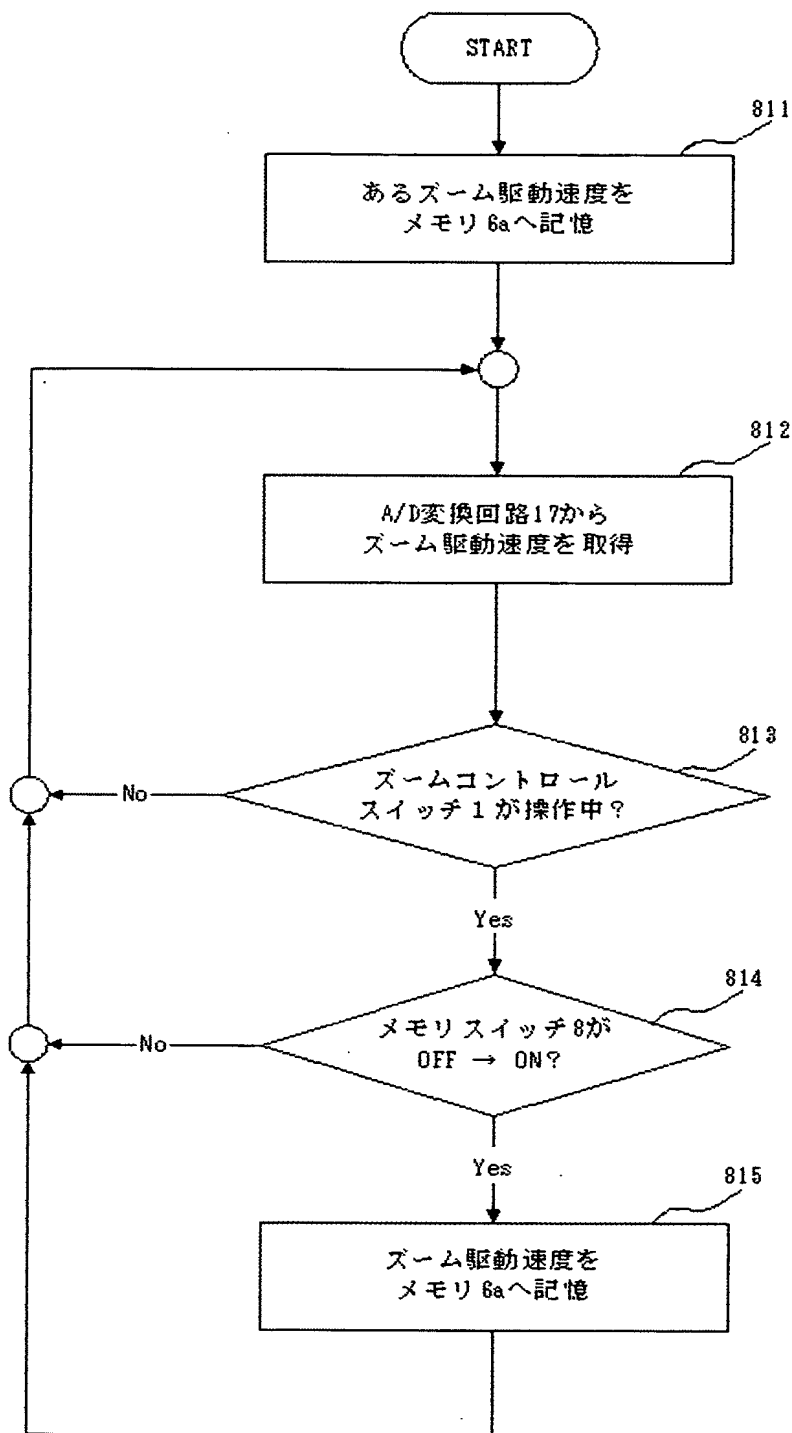 START
811
あるズーム駆動速度を
メモリ6aへ記憶
812
A/D変換回路17から
ズーム駆動速度を取得
813
ズームコントロール
スイッチ1が操作中?
No
Yes
814
メモリスイッチ8が
OFF → ON?
No
Yes
815
ズーム駆動速度を
メモリ6aへ記憶